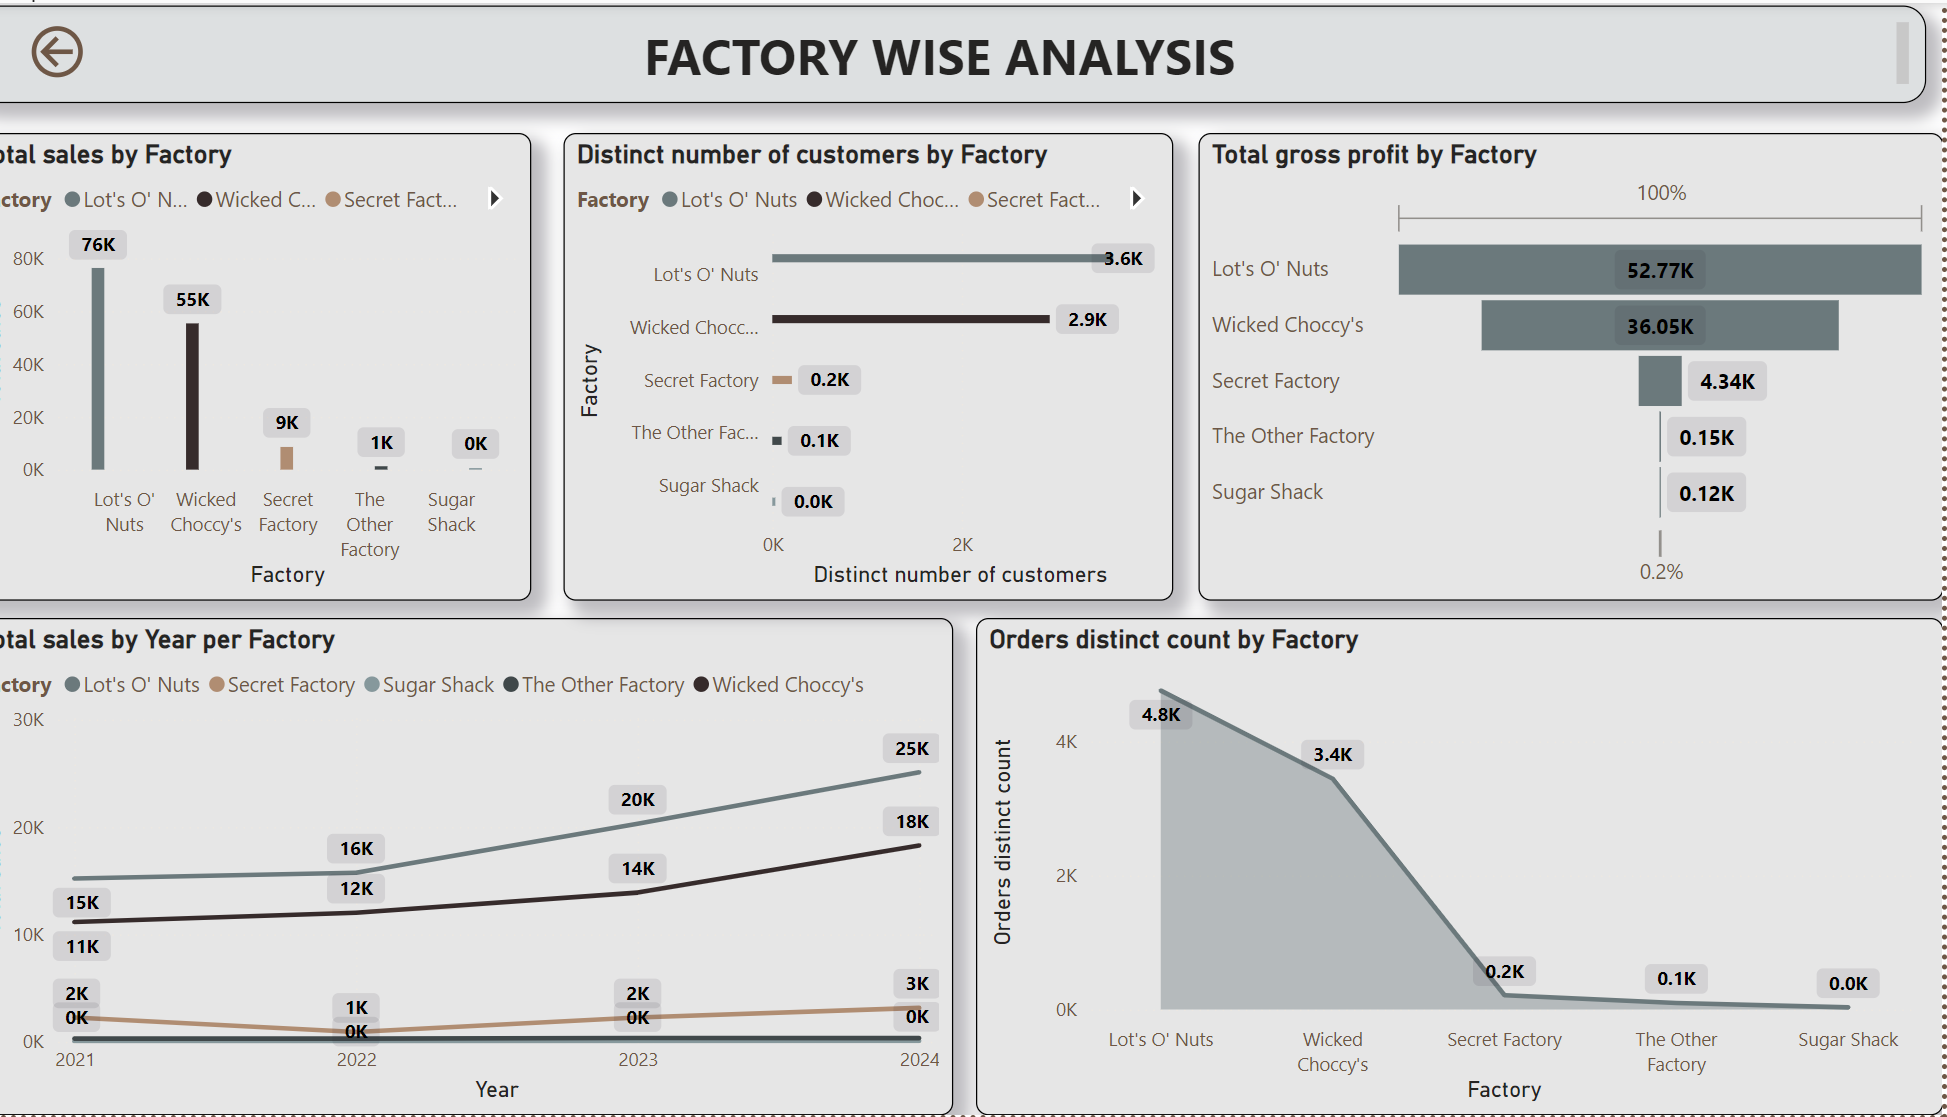 FACTORY WISE ANALYSIS
otal sales by Factory
ctory Lot's O' N... Wicked C... Secret Fact...
80K
60K
40K
20K
0K
76K
55K
9K
1K
0K
Lot's O' Nuts
Wicked Choccy's
Secret Factory
The Other Factory
Sugar Shack
Factory
Distinct number of customers by Factory
Factory Lot's O' Nuts Wicked Choc... Secret Fact...
Factory
Lot's O' Nuts 3.6K
Wicked Chocc... 2.9K
Secret Factory 0.2K
The Other Fac... 0.1K
Sugar Shack 0.0K
0K 2K
Distinct number of customers
Total gross profit by Factory
100%
Lot's O' Nuts 52.77K
Wicked Choccy's 36.05K
Secret Factory 4.34K
The Other Factory 0.15K
Sugar Shack 0.12K
0.2%
otal sales by Year per Factory
ctory Lot's O' Nuts Secret Factory Sugar Shack The Other Factory Wicked Choccy's
30K
20K
10K
0K
15K 16K 20K 25K
11K 12K 14K 18K
2K 1K 2K 3K
0K 0K 0K 0K
2021 2022 2023 2024
Year
Orders distinct count by Factory
Orders distinct count
4K
2K
0K
4.8K
3.4K
0.2K
0.1K
0.0K
Lot's O' Nuts
Wicked Choccy's
Secret Factory
The Other Factory
Sugar Shack
Factory